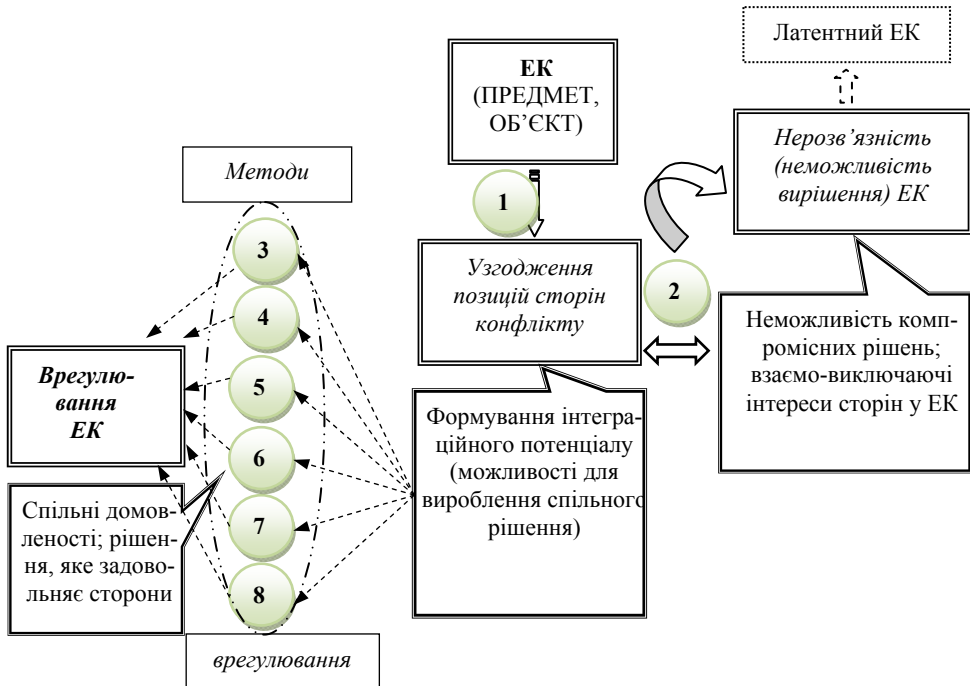 Латентний ЕК
ЕК
(ПРЕДМЕТ,
ОБ’ЄКТ)
Нерозв’язність
(неможливість
вирішення) ЕК
Методи
1
2
Узгодження
позицій сторін
конфлікту
Неможливість комп-
ромісних рішень;
взаємо-виключаючі
інтереси сторін у ЕК
3
4
5
6
7
8
Врегулю-
вання
ЕК
Формування інтеграційного потенціалу
(можливості для
вироблення спільного
рішення)
Спільні домов-
леності; рішен-
ня, яке задово-
льняє сторони
врегулювання